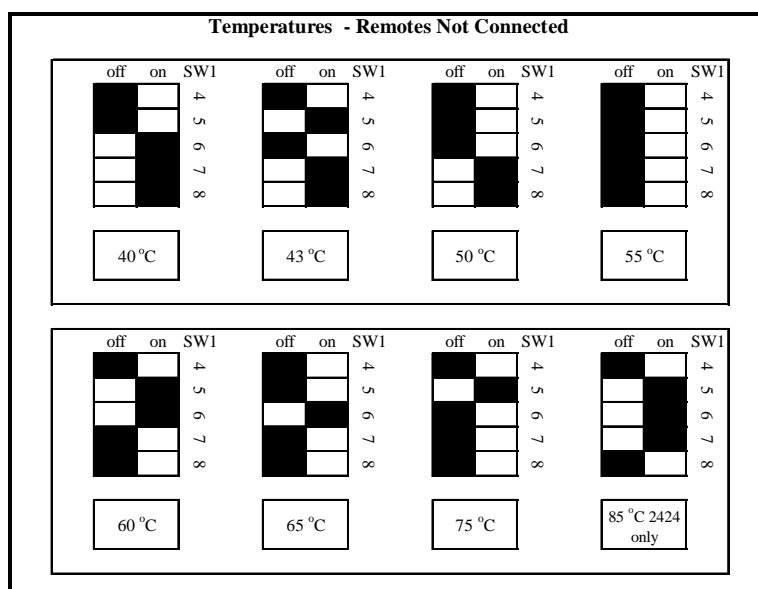 Temperatures - Remotes Not Connected
off on SW1 off on SW1 off on SW1 off on SW1
4 4 4 4
5 5 5 5
6 6 6 6
7 7 7 7
8 8 8 8
40 °C 43 °C 50 °C 55 °C
off on SW1 off on SW1 off on SW1 off on SW1
4 4 4 4
5 5 5 5
6 6 6 6
7 7 7 7
8 8 8 8
60 °C 65 °C 75 °C 85 °C 2424
only